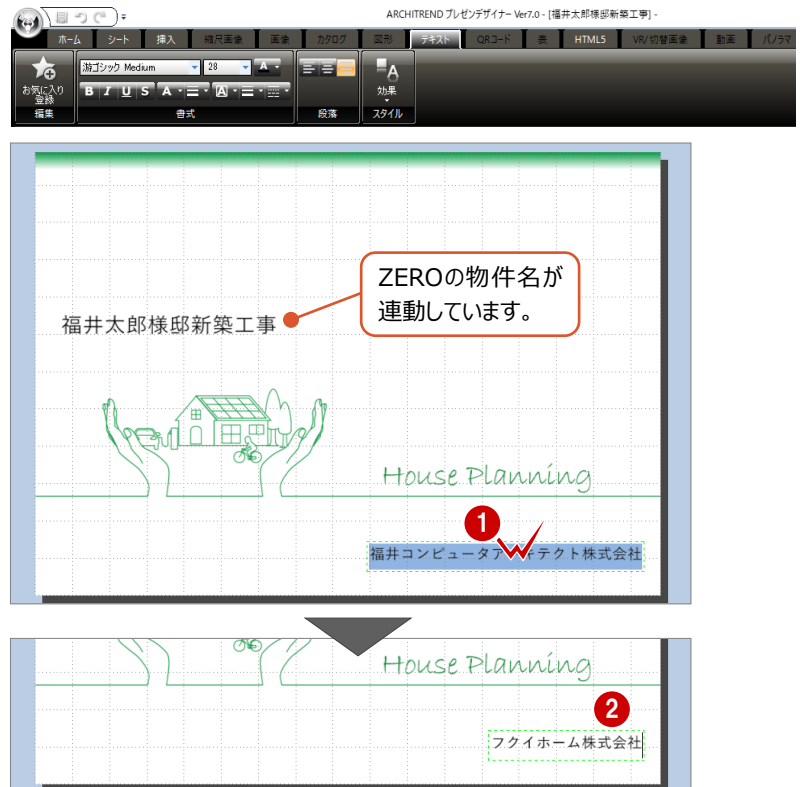 ARCHITREND プレゼンデザイナー Ver7.0 - [福井太郎様邸新築工事] -
ホーム シート 挿入 縮尺画像 画像 カタログ 図形 テキスト QRコード 表 HTML5 VR/切替画像 動画 パノラマ
游ゴシック Medium 28 A
A
お気に入り
登録
B I U S A A
効果
編集 書式 段落 スタイル
ZEROの物件名が
連動しています。
福井太郎様邸新築工事
House Planning
1
福井コンピュータアーキテクト株式会社
House Planning
2
フクイホーム株式会社